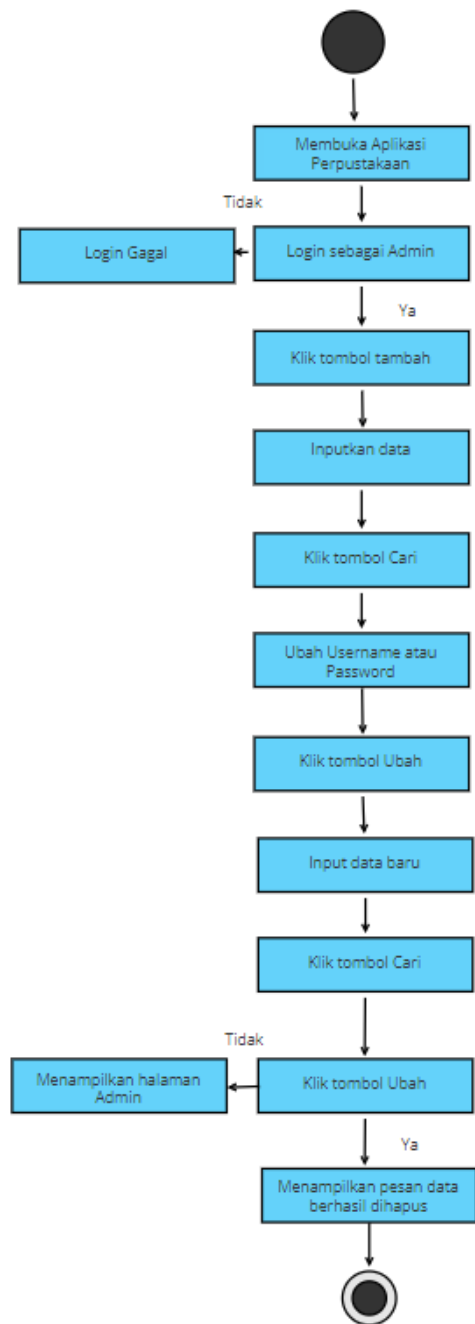 Membuka Aplikasi
Perpustakaan
Tidak
Login Gagal
Login sebagai Admin
Ya
Klik tombol tambah
Inputkan data
Klik tombol Cari
Ubah Username atau
Password
Klik tombol Ubah
Input data baru
Klik tombol Cari
Tidak
Menampilkan halaman
Admin
Klik tombol Ubah
Ya
Menampilkan pesan data
berhasil dihapus